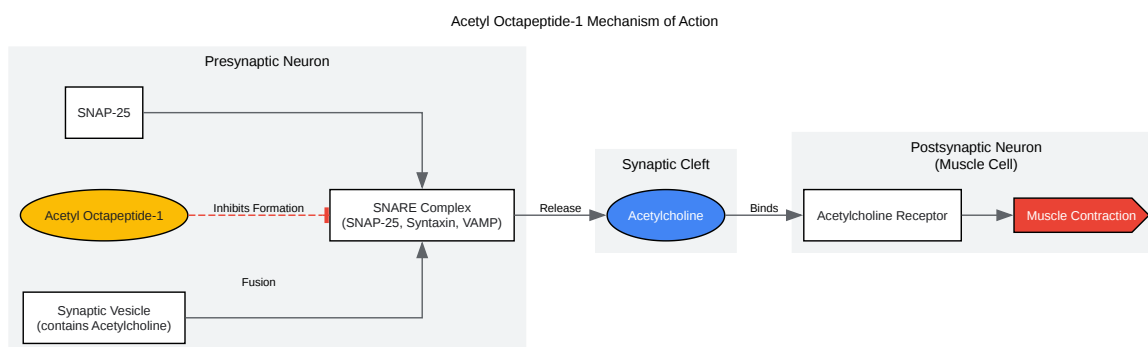 Acetyl Octapeptide-1 Mechanism of Action
Presynaptic Neuron
SNAP-25
Acetyl Octapeptide-1
Inhibits Formation
SNARE Complex
(SNAP-25, Syntaxin, VAMP)
Fusion
Synaptic Vesicle
(contains Acetylcholine)
Release
Synaptic Cleft
Acetylcholine
Binds
Postsynaptic Neuron
(Muscle Cell)
Acetylcholine Receptor
Muscle Contraction